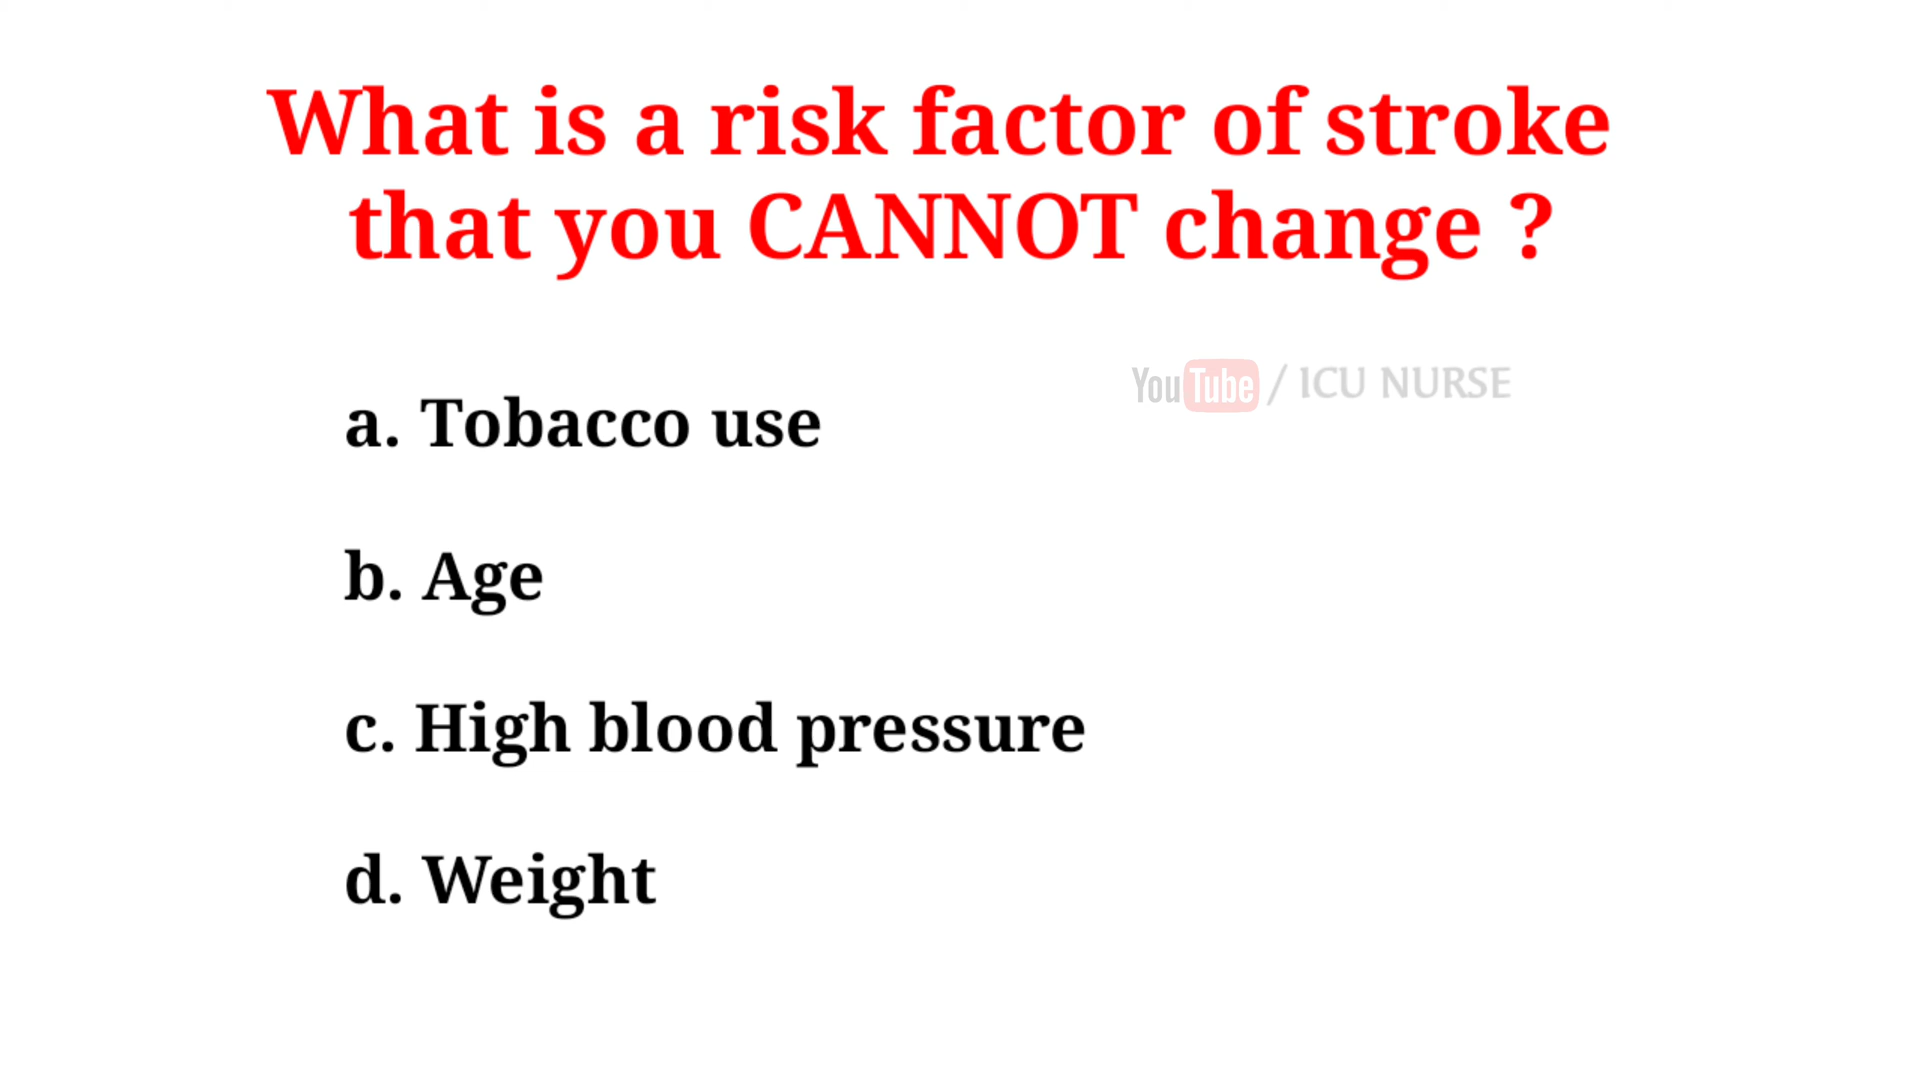 What is a risk factor of stroke
that you CANNOT change ?
YouTube / ICU NURSE
a. Tobacco use
b. Age
c. High blood pressure
d. Weight